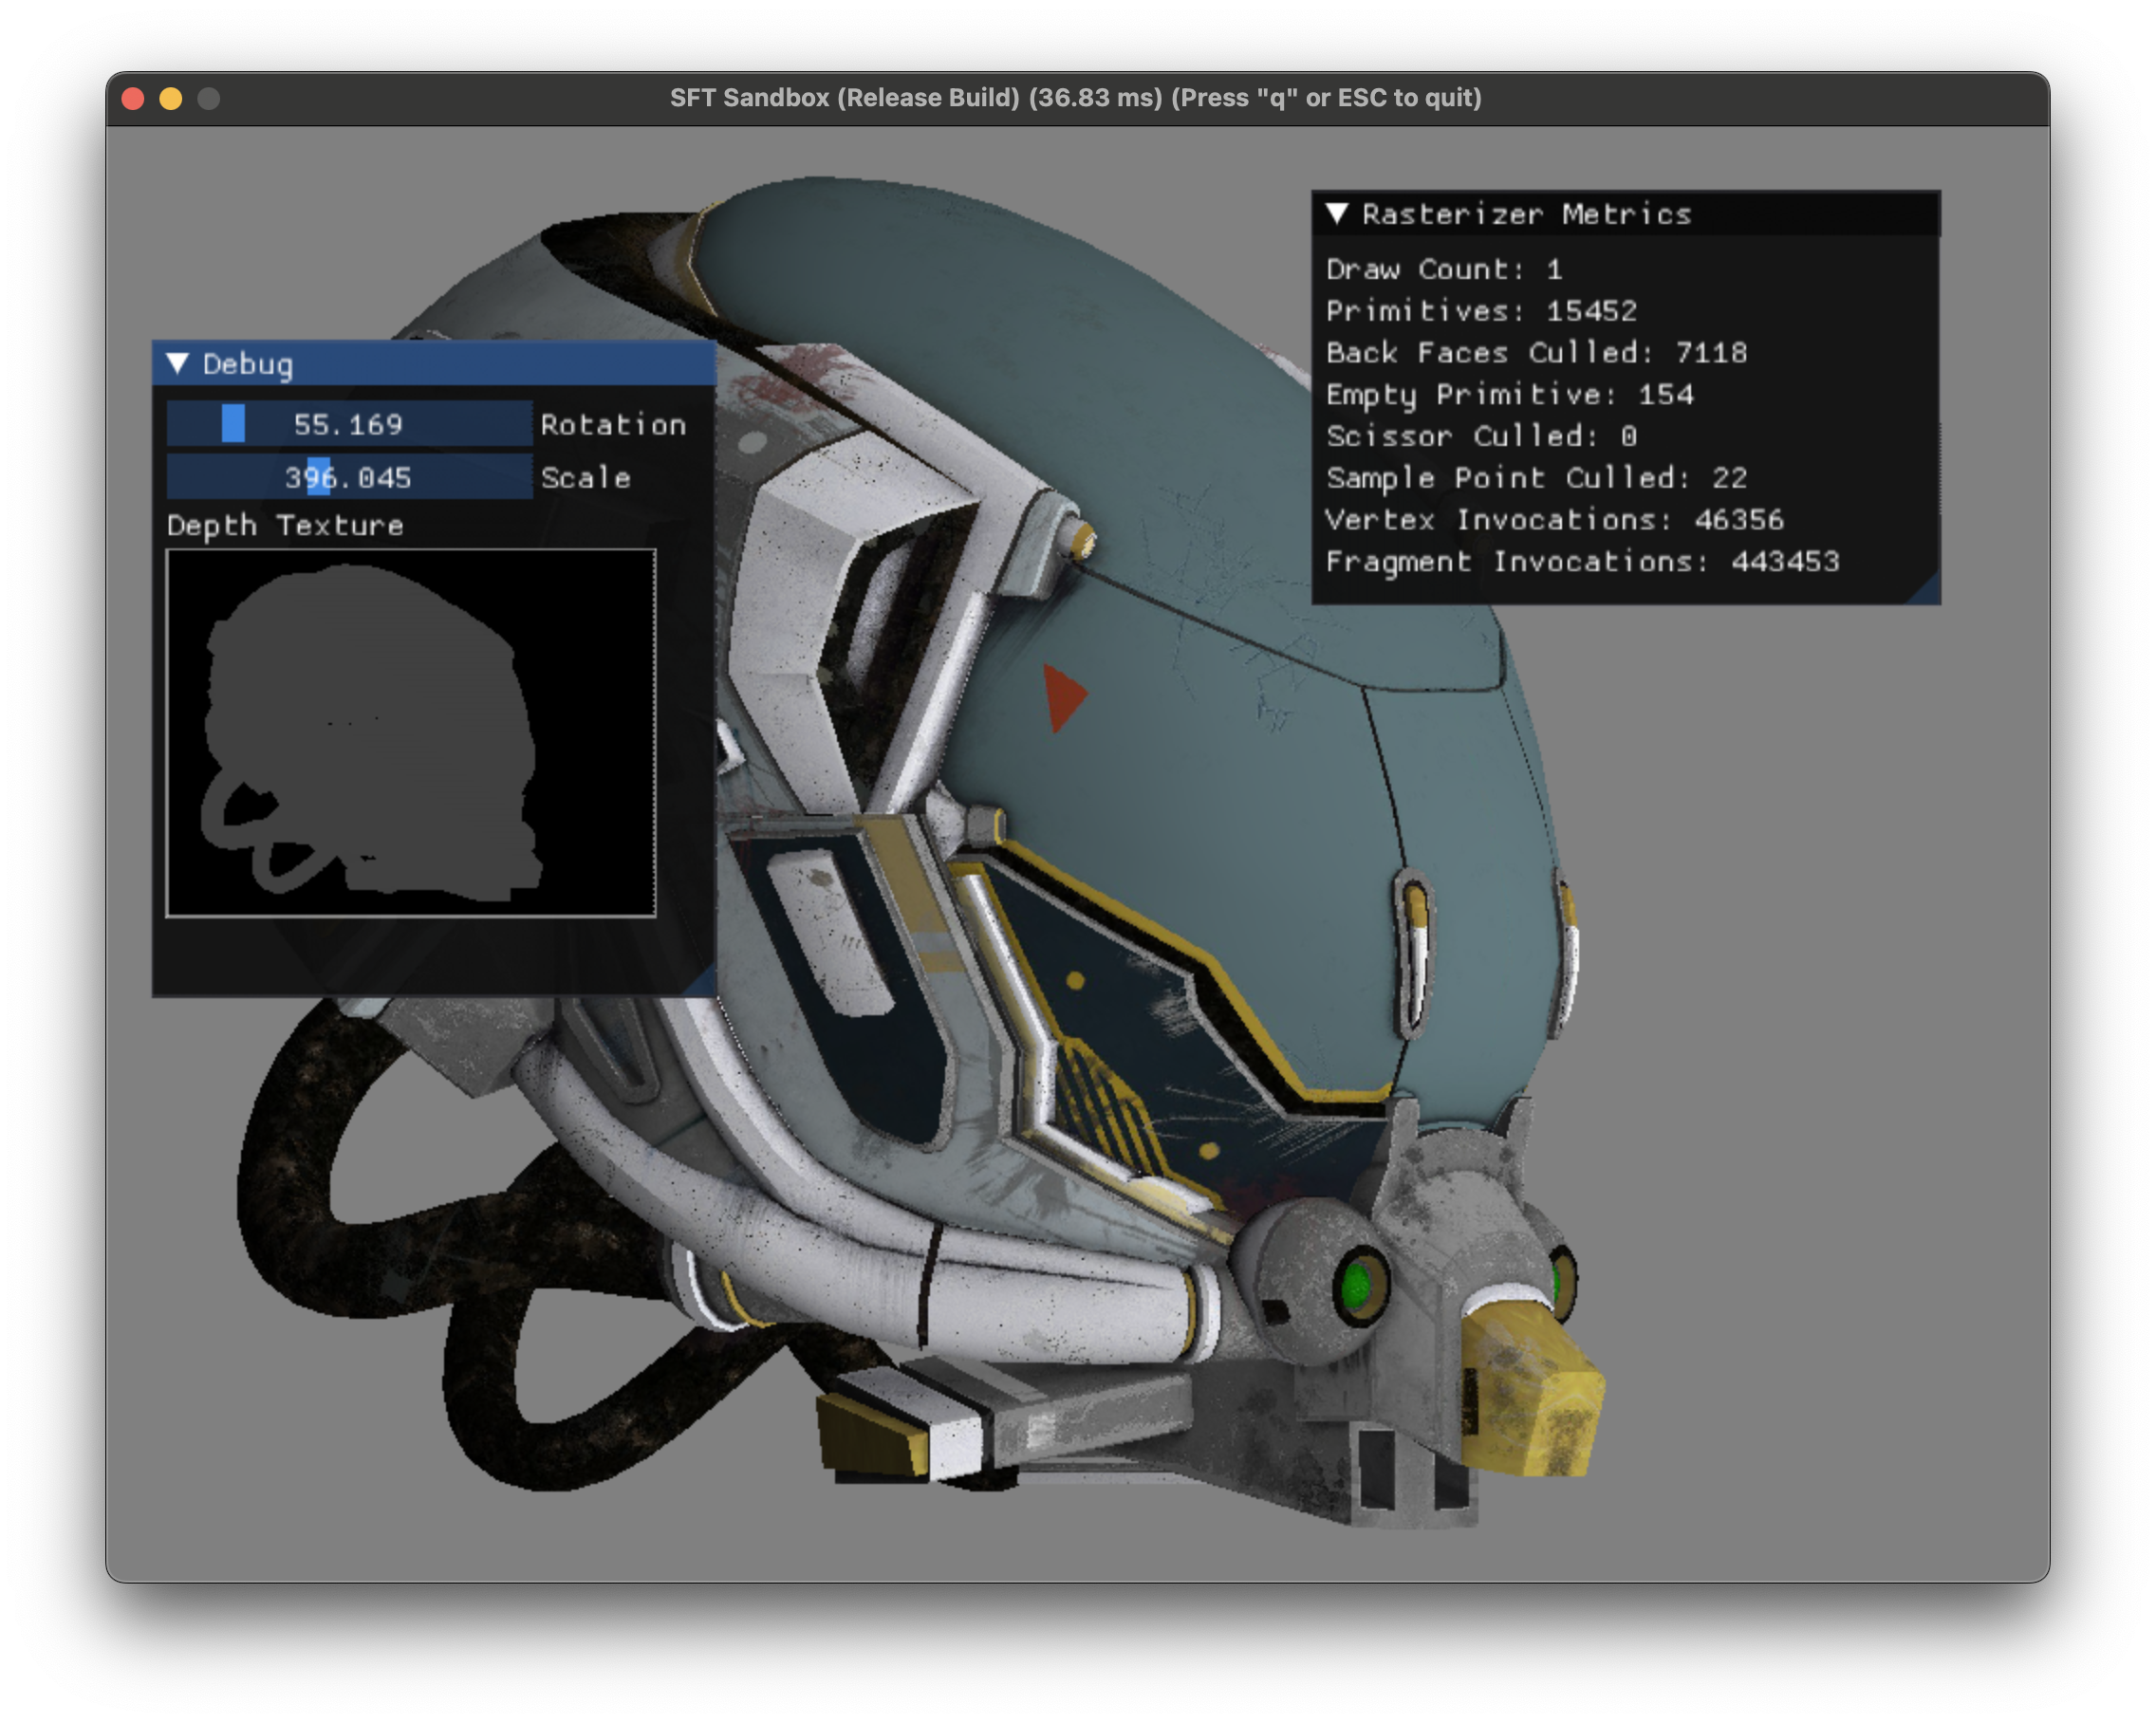 SFT Sandbox (Release Build) (36.83 ms) (Press "q" or ESC to quit)
Debug
55.169 Rotation
396.045 Scale
Depth Texture
Rasterizer Metrics
Draw Count: 1
Primitives: 15452
Back Faces Culled: 7118
Empty Primitive: 154
Scissor Culled: 0
Sample Point Culled: 22
Vertex Invocations: 46356
Fragment Invocations: 443453